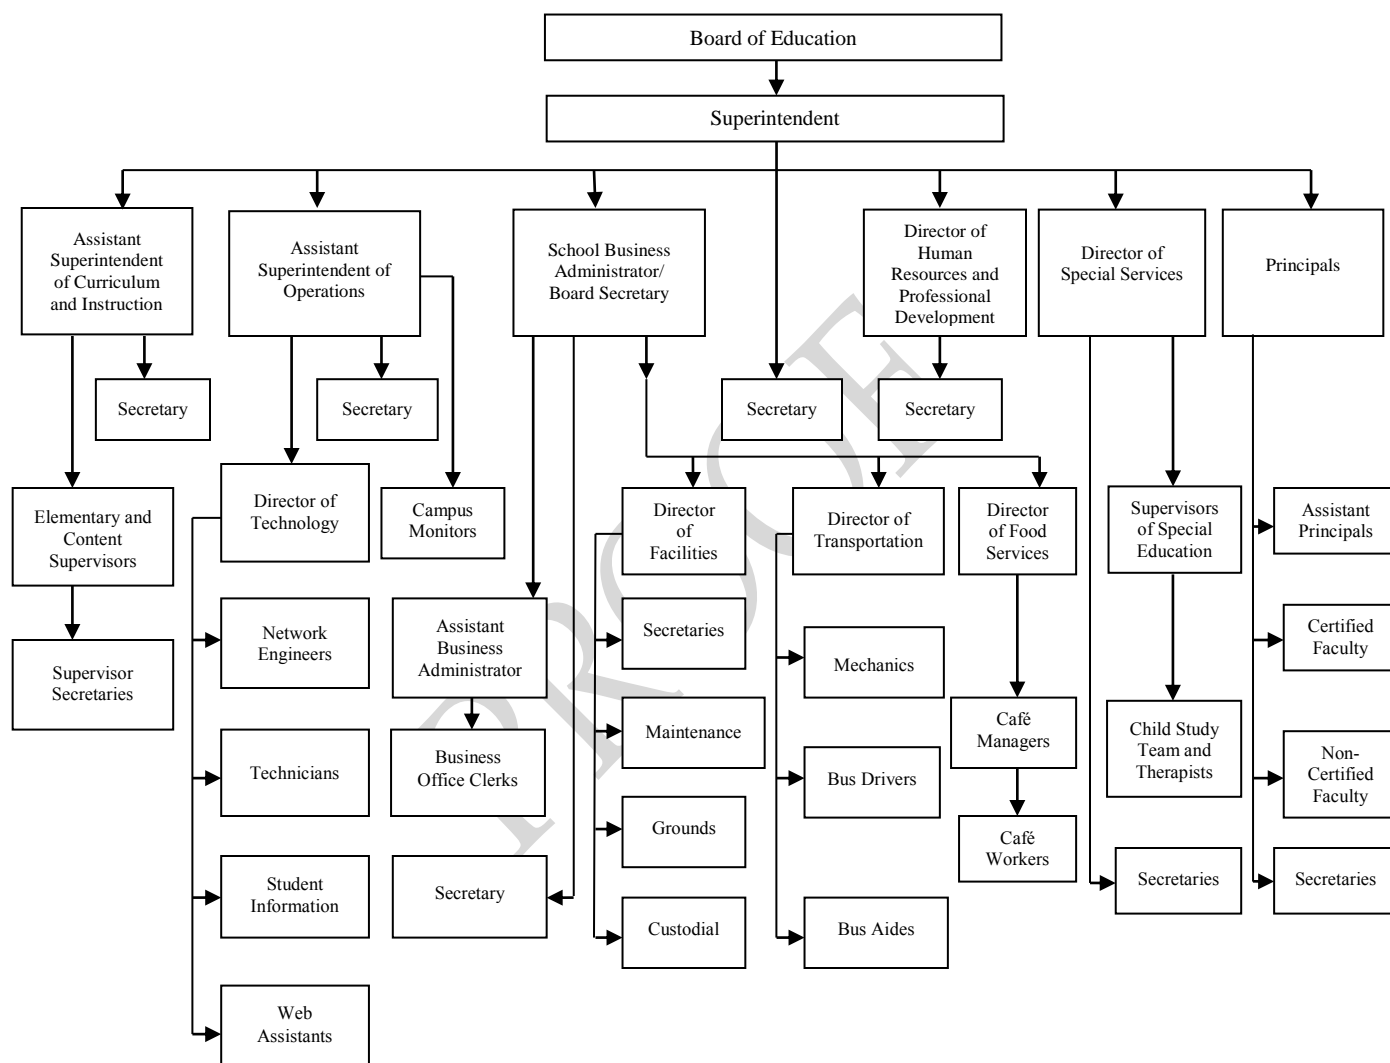 Board of Education
Superintendent
Assistant
Superintendent
of Curriculum
and Instruction
Assistant
Superintendent of
Operations
School Business
Administrator/
Board Secretary
Director of
Human
Resources and
Professional
Development
Director of
Special Services
Principals
Secretary
Secretary
Secretary
Secretary
Elementary and
Content
Supervisors
Director of
Technology
Campus
Monitors
Director
of
Facilities
Director of
Transportation
Director
of Food
Services
Supervisors
of Special
Education
Assistant
Principals
Supervisor
Secretaries
Network
Engineers
Assistant
Business
Administrator
Secretaries
Mechanics
Certified
Faculty
Technicians
Business
Office Clerks
Maintenance
Bus Drivers
Café
Managers
Child Study
Team and
Therapists
Non-
Certified
Faculty
Student
Information
Secretary
Grounds
Café
Workers
Secretaries
Secretaries
Custodial
Bus Aides
Web
Assistants
PROOF